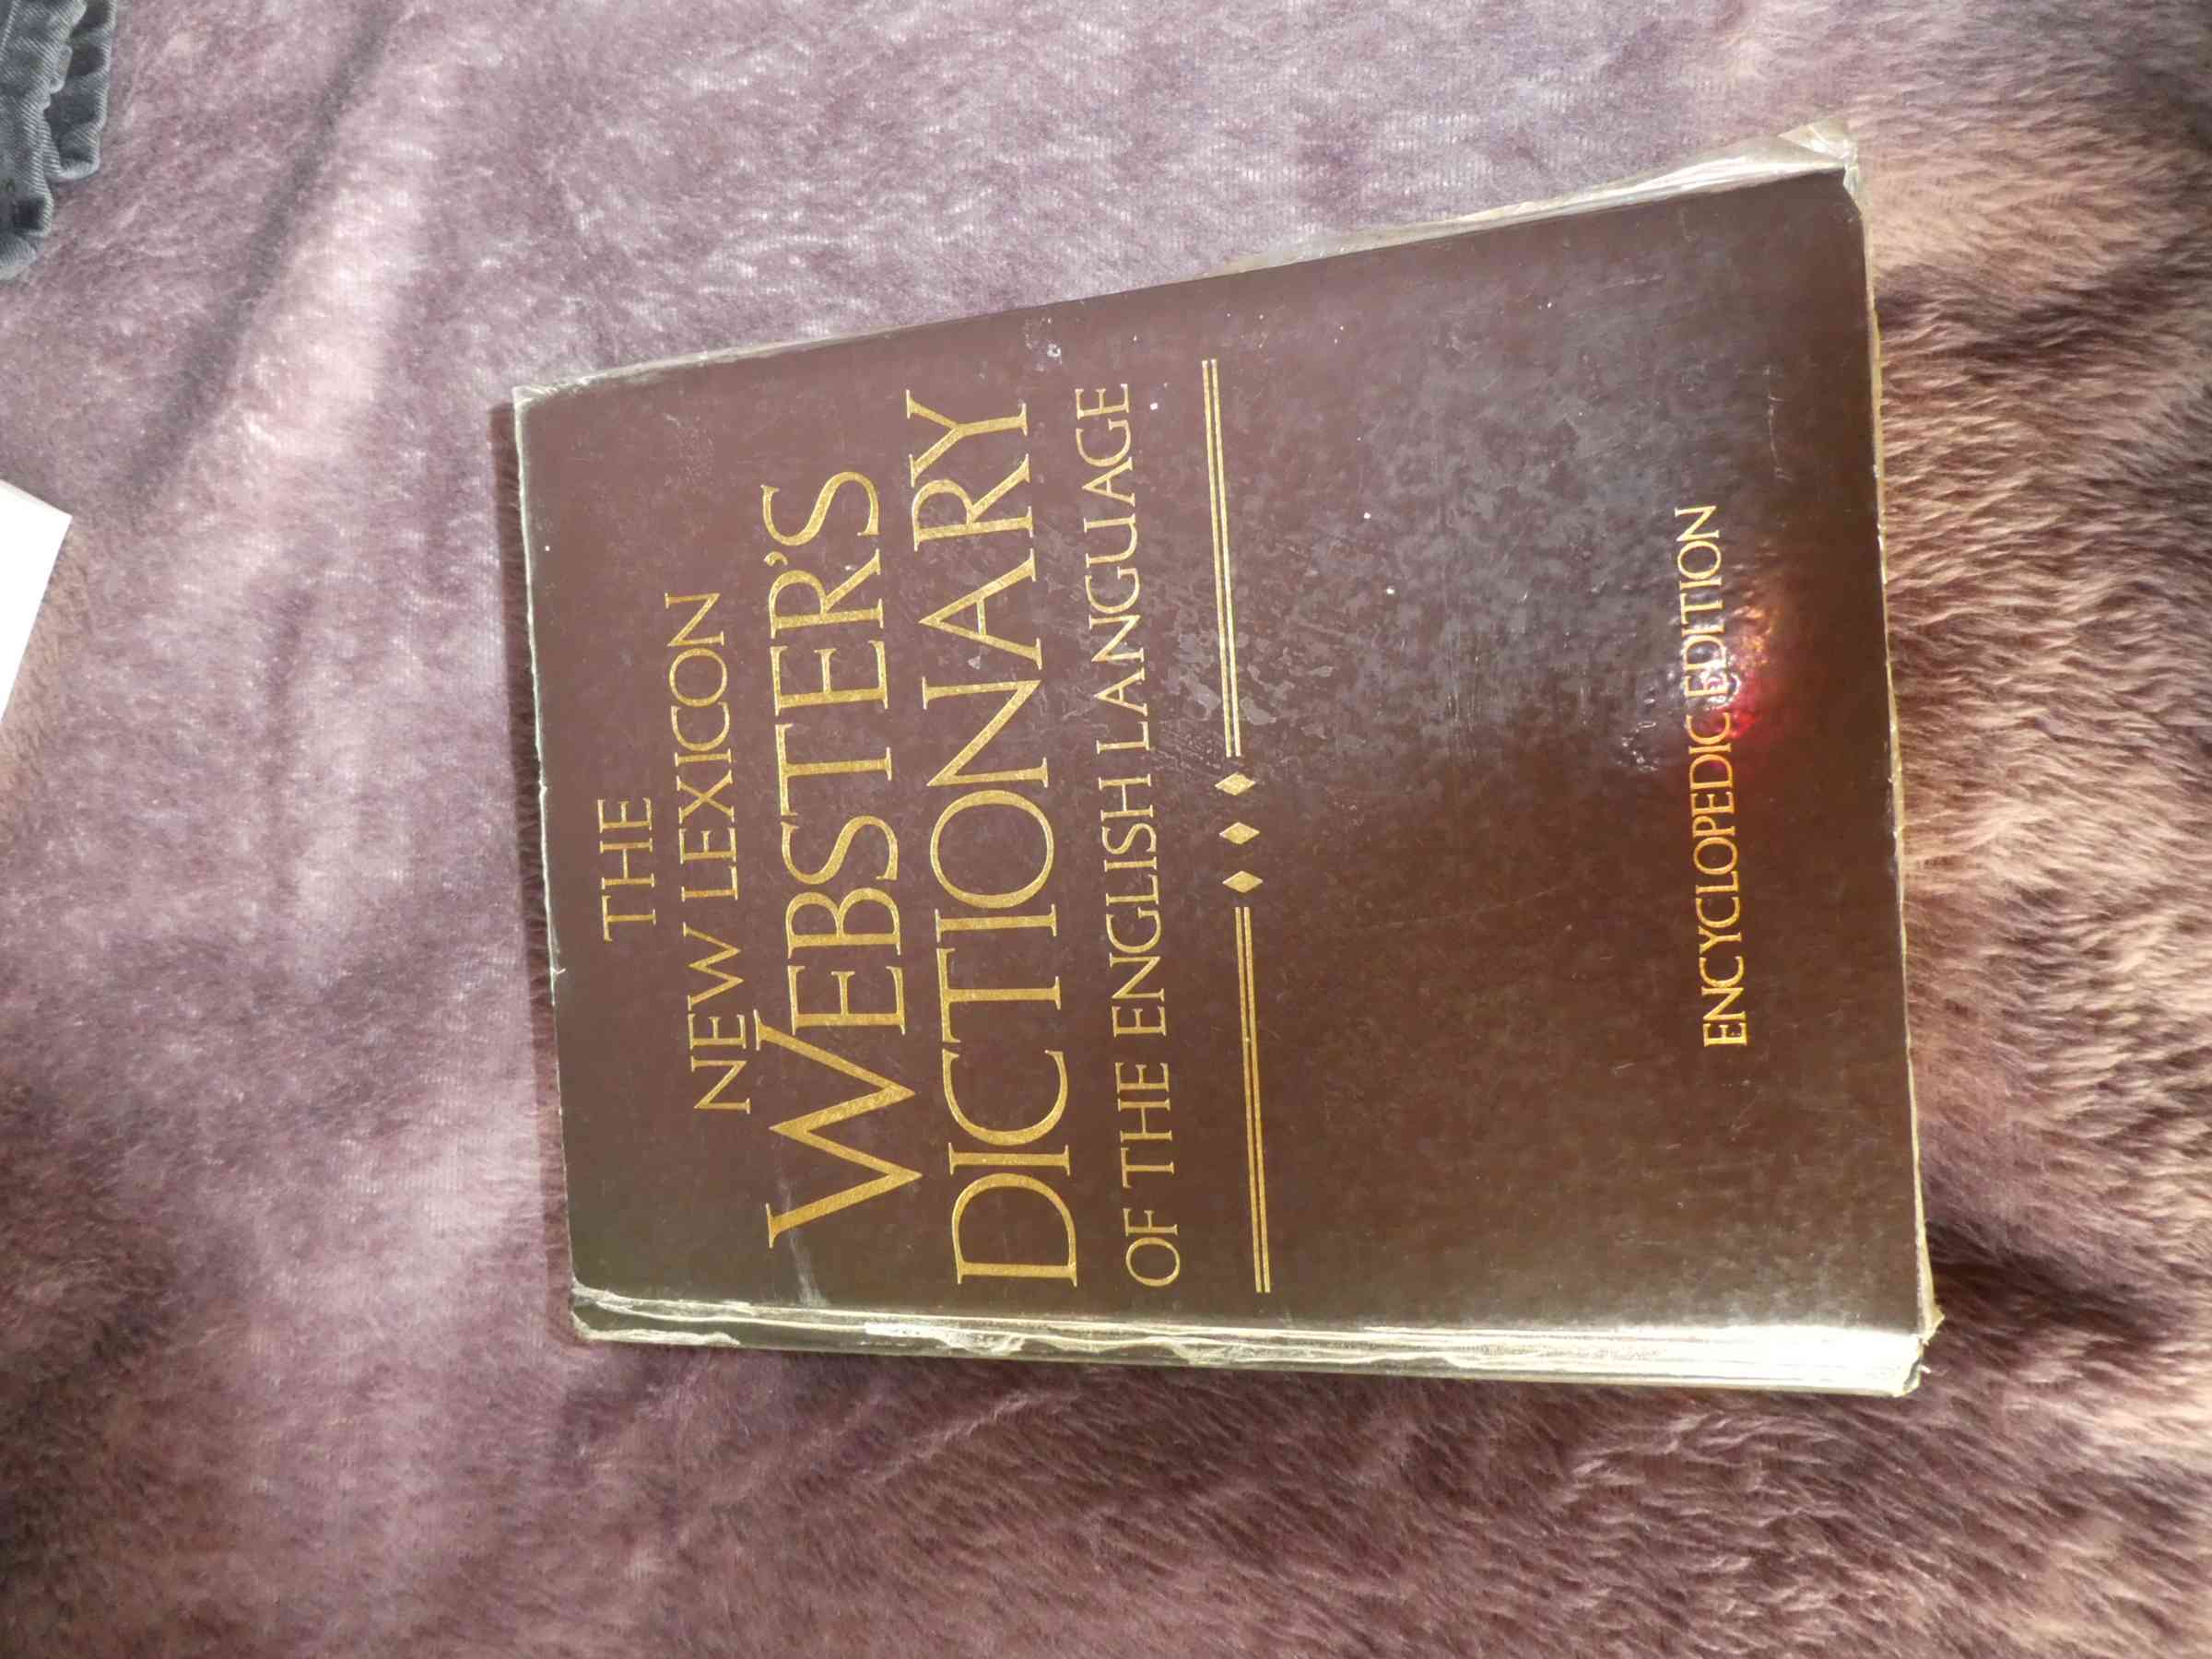 THE
NEW LEXICON
WEBSTER'S
DICTIONARY
OF THE ENGLISH LANGUAGE
ENCYCLOPEDIC EDITION